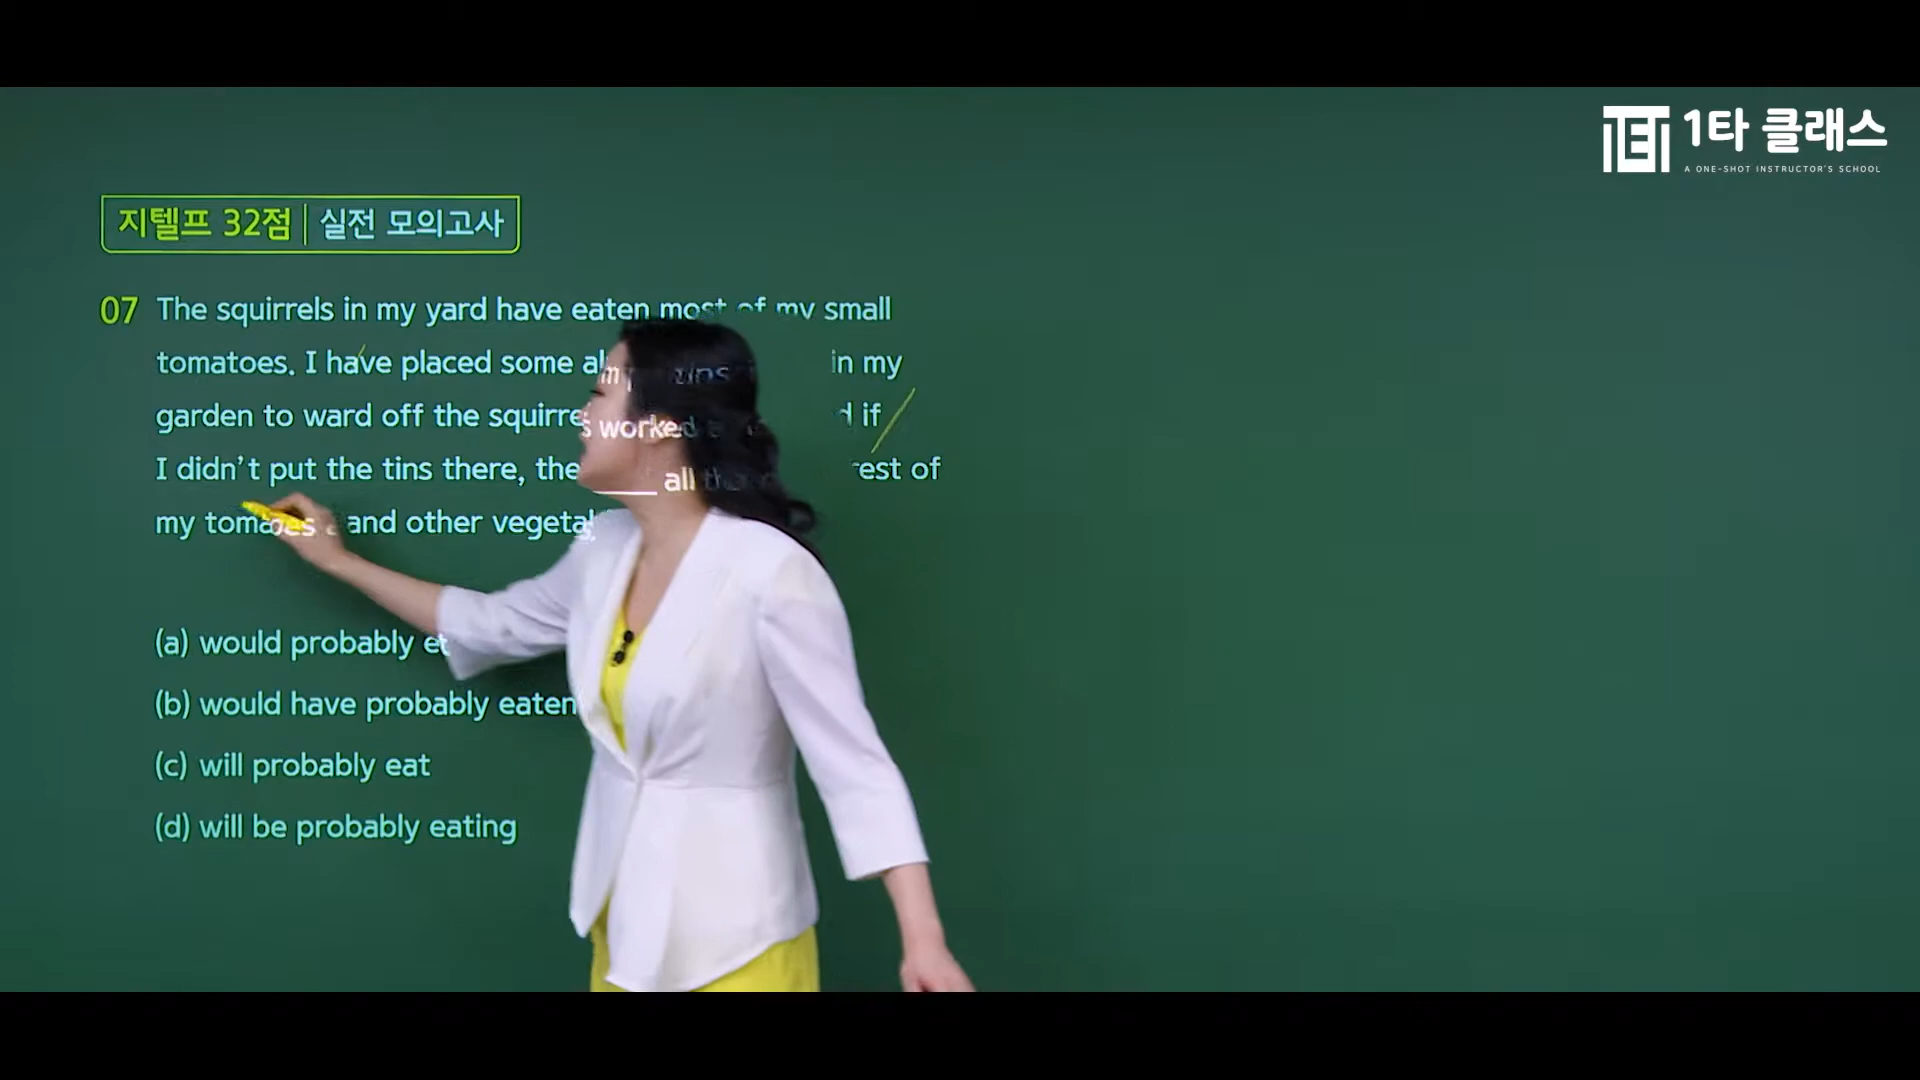 1타 클래스
A ONE-SHOT INSTRUCTOR'S SCHOOL
지텔프 32점 | 실전 모의고사
07 The squirrels in my yard have eaten most of my small
tomatoes. I have placed some in my
garden to ward off the worked if
I didn't put the tins there, all rest of
my and other
(a) would probably
(b) would have probably eaten
(c) will probably eat
(d) will be probably eating